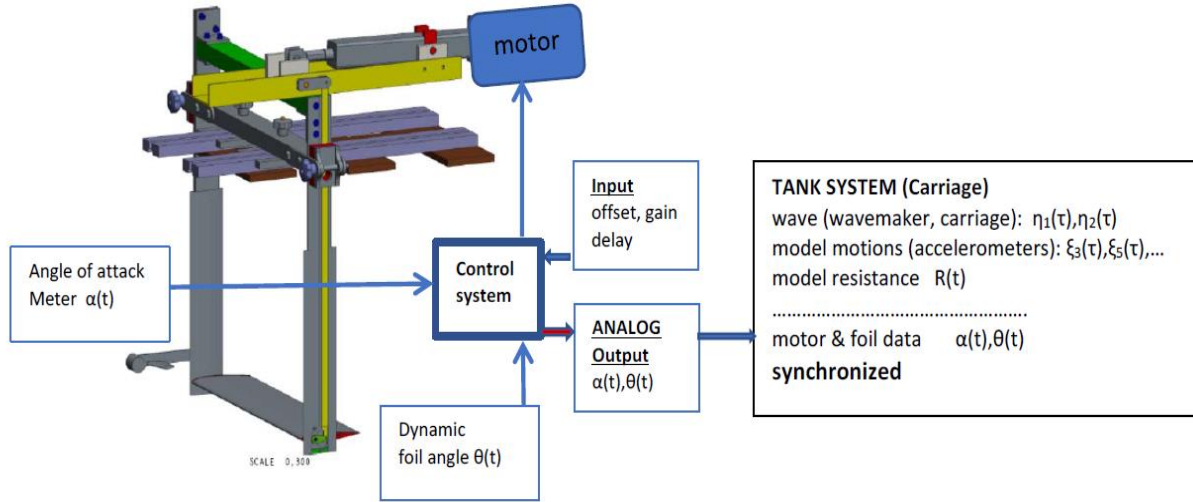 motor
Input
offset, gain
delay
TANK SYSTEM (Carriage)
wave (wavemaker, carriage): η₁(τ),η₂(τ)
model motions (accelerometers): ξ₃(τ),ξ₅(τ),...
model resistance R(t)
................................................
motor & foil data α(t),θ(t)
synchronized
Angle of attack
Meter α(t)
Control
system
ANALOG
Output
α(t),θ(t)
Dynamic
foil angle θ(t)
SCALE 0,300